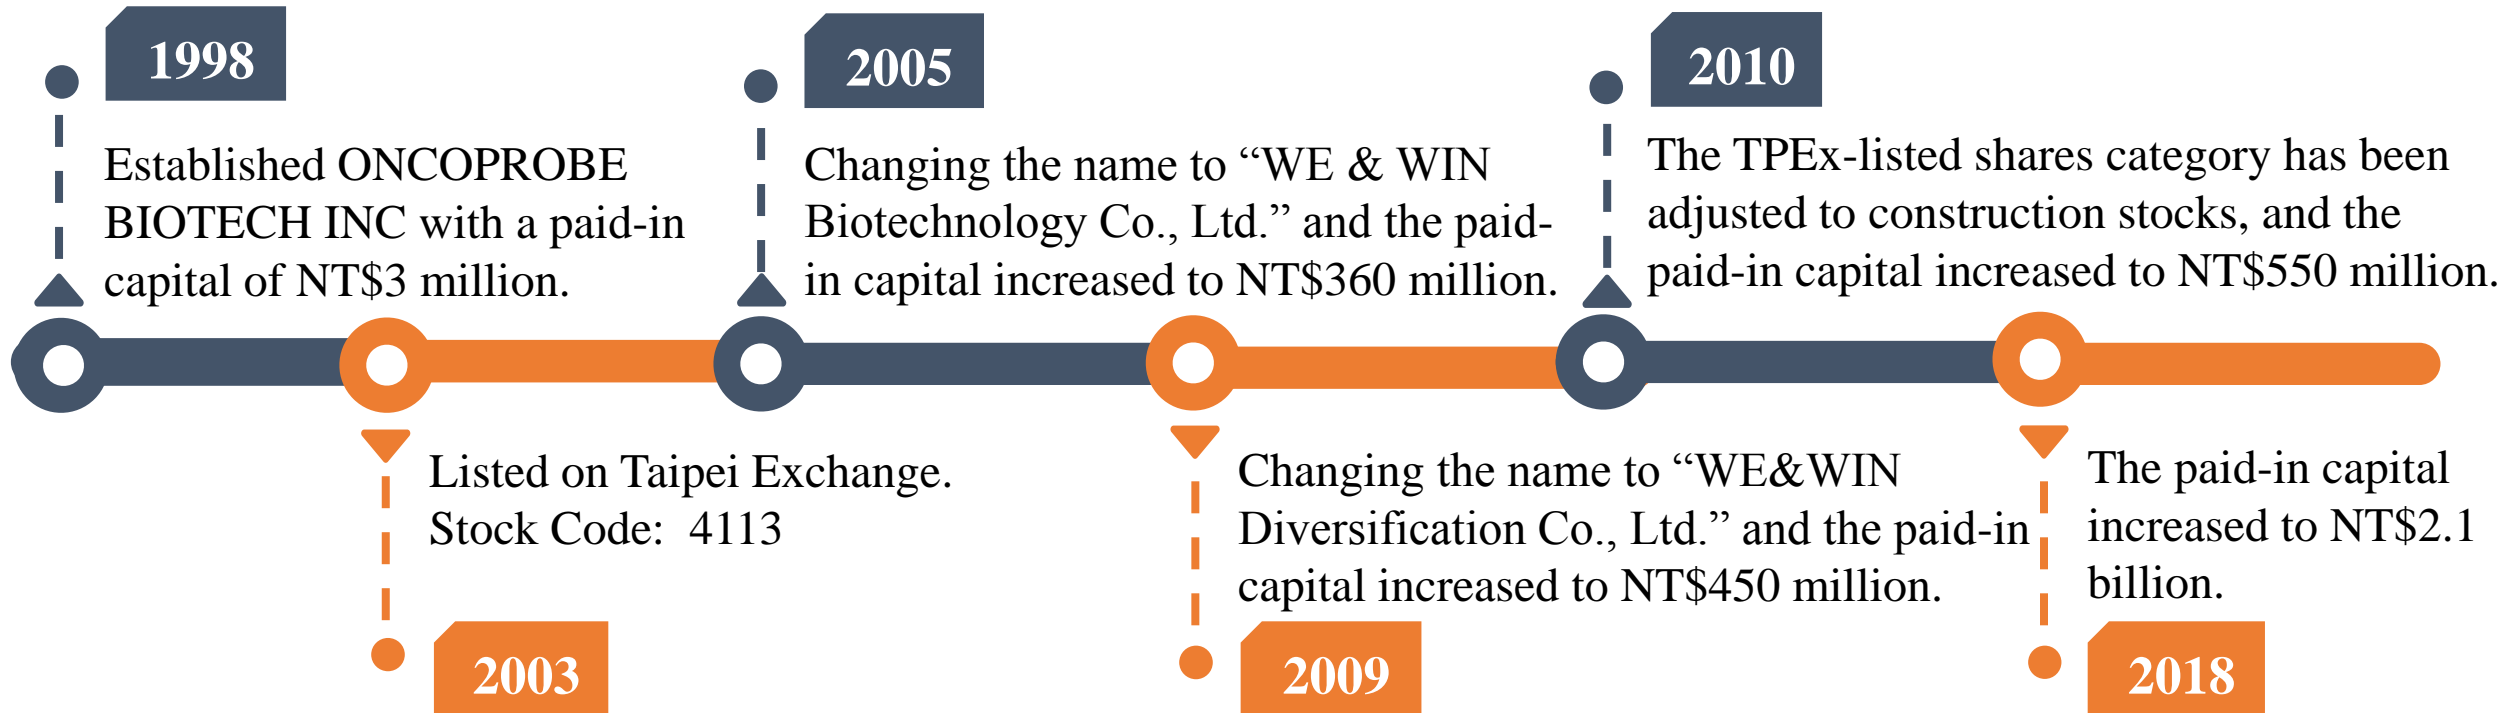 1998
Established ONCOPROBE
BIOTECH INC with a paid-in
capital of NT$3 million.
2005
Changing the name to “WE & WIN
Biotechnology Co., Ltd.” and the paid-
in capital increased to NT$360 million.
2010
The TPEx-listed shares category has been
adjusted to construction stocks, and the
paid-in capital increased to NT$550 million.
Listed on Taipei Exchange.
Stock Code: 4113
2003
Changing the name to “WE&WIN
Diversification Co., Ltd.” and the paid-in
capital increased to NT$450 million.
2009
The paid-in capital
increased to NT$2.1
billion.
2018